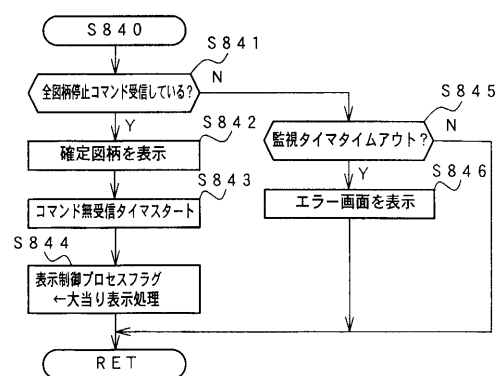 S840
S841
全図柄停止コマンド受信している?
N
S845
Y
S842
監視タイマタイムアウト?
N
確定図柄を表示
Y
S846
S843
エラー画面を表示
コマンド無受信タイマスタート
S844
表示制御プロセスフラグ
←大当り表示処理
RET